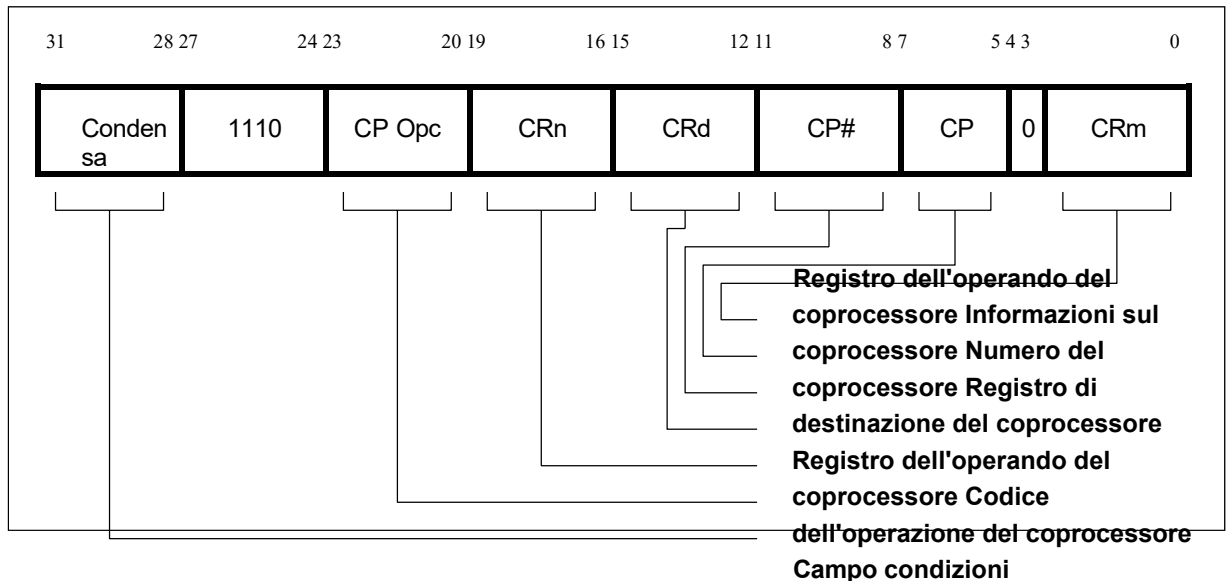 31 28 27 24 23 20 19 16 15 12 11 8 7 5 4 3 0
Conden 1110 CP Opc CRn CRd CP# CP 0 CRm
sa
Registro dell'operando del
coprocessore Informazioni sul
coprocessore Numero del
coprocessore Registro di
destinazione del coprocessore
Registro dell'operando del
coprocessore Codice
dell'operazione del coprocessore
Campo condizioni